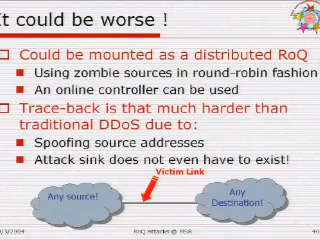 It could be worse !
Could be mounted as a distributed RoQ
Using zombie sources in round-robin fashion
An online controller can be used
Trace-back is that much harder than
traditional DDoS due to:
Spoofing source addresses
Attack sink does not even have to exist!
Victim Link
Any source!
Any
Destination!
/3/2004
RoQ Attacks @ MSR
40